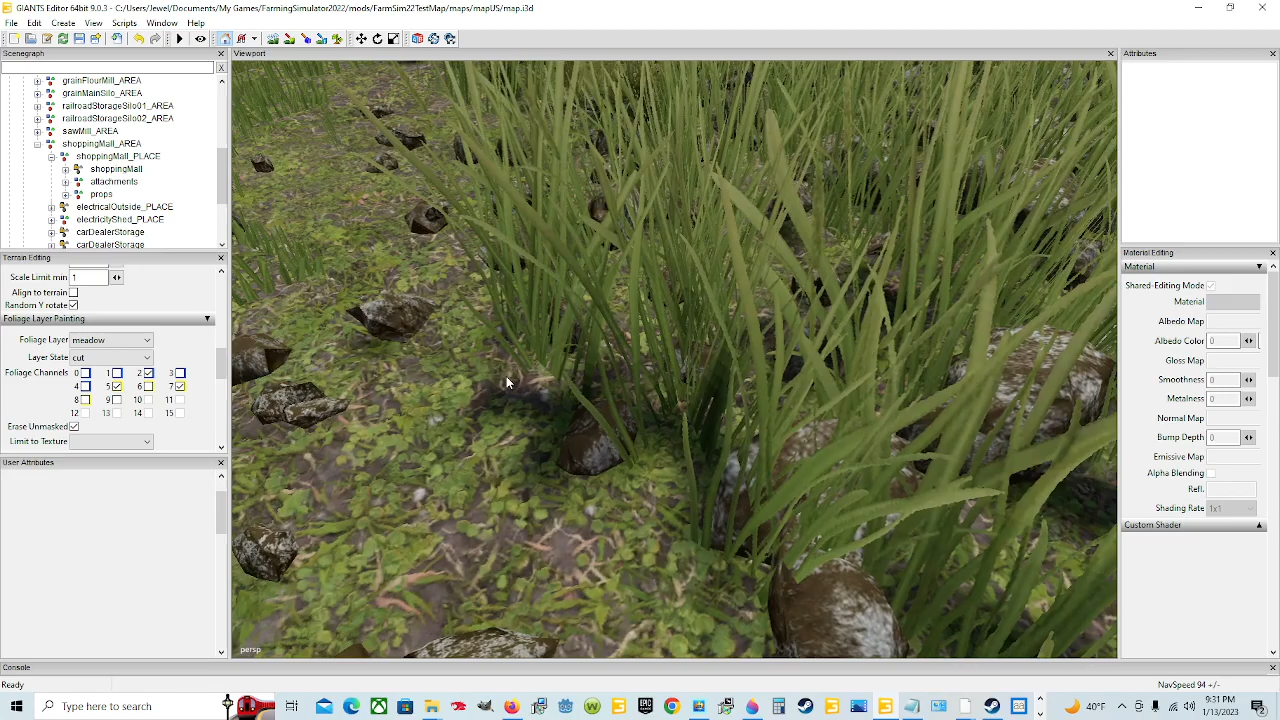 GIANTS Editor 64bit 9.0.3 - C:/Users/Jewel/Documents/My Games/FarmingSimulator2022/mods/FarmSim22TestMap/maps/mapUS/map.i3d
File Edit View Scripts Create Window Help
Scenegraph
Viewport
Attributes
X
grainFlourMill_AREA
grainMainSilo_AREA
railroadStorageSilo01_AREA
railroadStorageSilo02_AREA
sawMill_AREA
shoppingMall_AREA
shoppingMall_PLACE
shoppingMall
attachments
props
electricalOutside_PLACE
electricityShed_PLACE
carDealerStorage
carDealerStorage
Terrain Editing
Scale Limit min 1
Align to terrain
Random Y rotate
Foliage Layer Painting
Foliage Layer meadow
Layer State cut
Foliage Channels 0 1 2 3
4 5 6 7
8 9 10 11
12 13 14 15
Erase Unmasked
Limit to Texture
User Attributes
persp
Material Editing
Material
Shared-Editing Mode
Material
Albedo Map
Albedo Color 0
Gloss Map
Smoothness 0
Metalness 0
Normal Map
Bump Depth 0
Emissive Map
Alpha Blending
Refl.
Shading Rate 1x1
Custom Shader
Console
Ready
NavSpeed 94 +/-
Type here to search
40°F
9:31 PM
1/13/2023